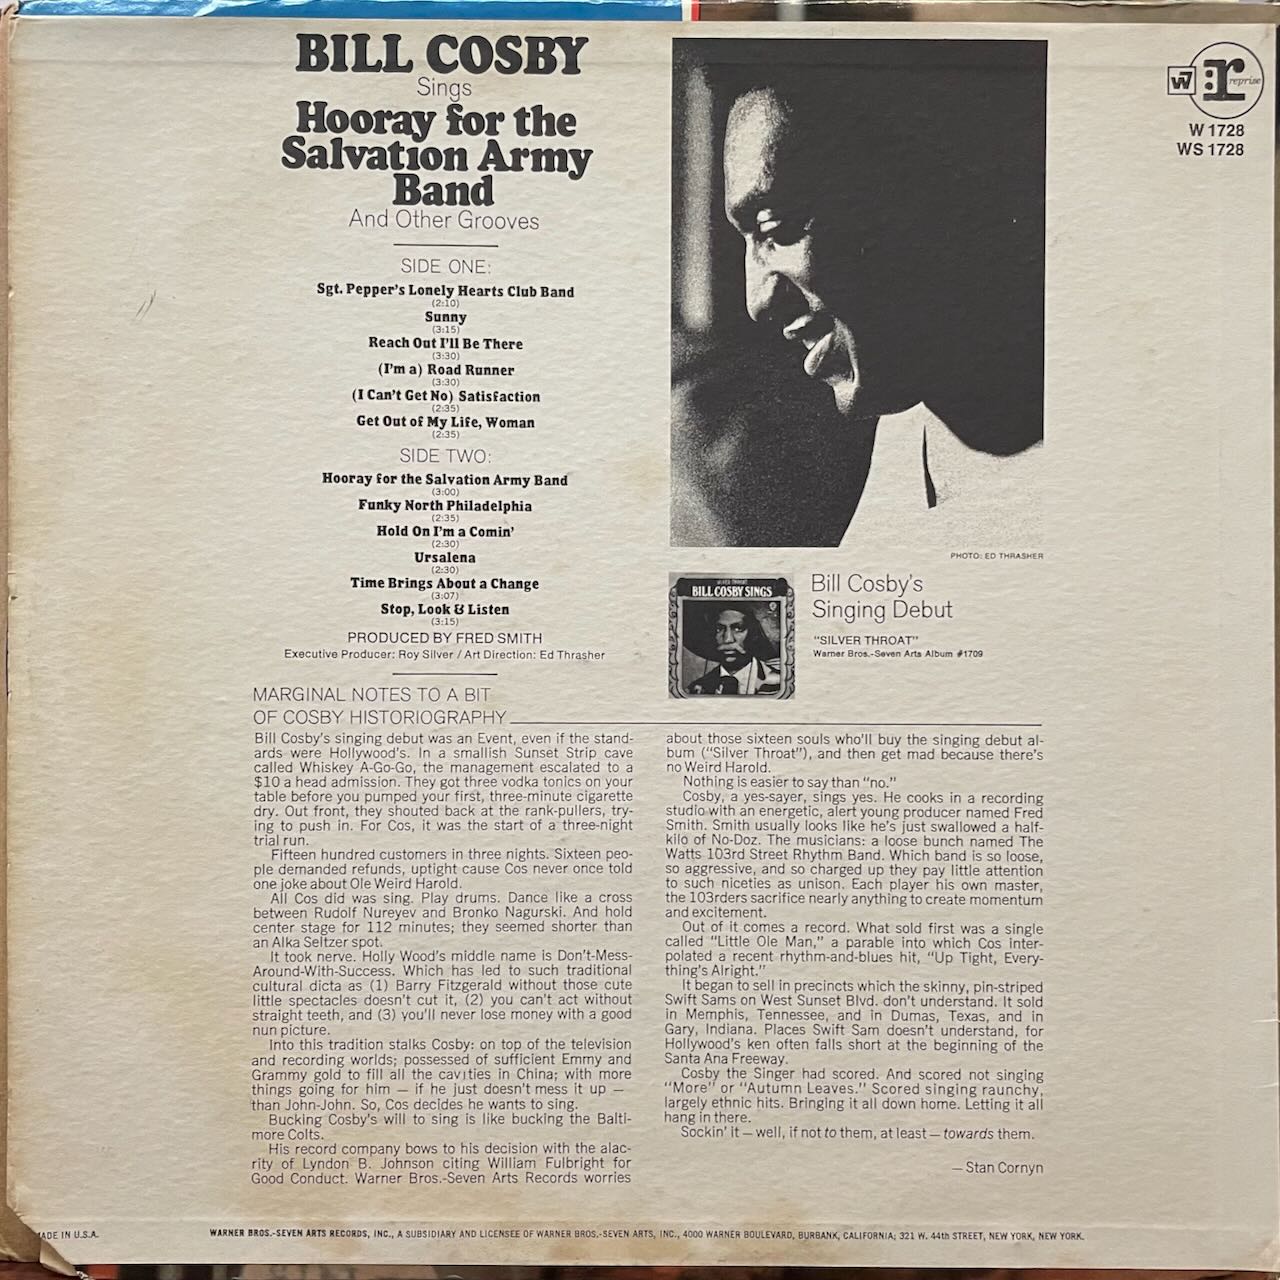 BILL COSBY
Sings
Hooray for the
Salvation Army
Band
And Other Grooves
SIDE ONE:
Sgt. Pepper's Lonely Hearts Club Band
(2:10)
Sunny
(3:15)
Reach Out I'll Be There
(3:30)
(I'm a) Road Runner
(3:30)
(I Can't Get No) Satisfaction
(2:35)
Get Out of My Life, Woman
(2:35)
SIDE TWO:
Hooray for the Salvation Army Band
(3:00)
Funky North Philadelphia
(2:35)
Hold On I'm a Comin'
(2:30)
Ursalena
(2:30)
Time Brings About a Change
(3:07)
Stop, Look & Listen
(3:15)
PRODUCED BY FRED SMITH
Executive Producer: Roy Silver / Art Direction: Ed Thrasher
W7
r
reprise
W 1728
WS 1728
PHOTO: ED THRASHER
SILVER THROAT
BILL COSBY SINGS
Bill Cosby's
Singing Debut
"SILVER THROAT"
Warner Bros.-Seven Arts Album #1709
MARGINAL NOTES TO A BIT
OF COSBY HISTORIOGRAPHY
Bill Cosby's singing debut was an Event, even if the stand-
ards were Hollywood's. In a smallish Sunset Strip cave
called Whiskey A-Go-Go, the management escalated to a
$10 a head admission. They got three vodka tonics on your
table before you pumped your first, three-minute cigarette
dry. Out front, they shouted back at the rank-pullers, try-
ing to push in. For Cos, it was the start of a three-night
trial run.
Fifteen hundred customers in three nights. Sixteen peo-
ple demanded refunds, uptight cause Cos never once told
one joke about Ole Weird Harold.
All Cos did was sing. Play drums. Dance like a cross
between Rudolf Nureyev and Bronko Nagurski. And hold
center stage for 112 minutes; they seemed shorter than
an Alka Seltzer spot.
It took nerve. Holly Wood's middle name is Don't-Mess-
Around-With-Success. Which has led to such traditional
cultural dicta as (1) Barry Fitzgerald without those cute
little spectacles doesn't cut it, (2) you can't act without
straight teeth, and (3) you'll never lose money with a good
nun picture.
Into this tradition stalks Cosby: on top of the television
and recording worlds; possessed of sufficient Emmy and
Grammy gold to fill all the cavities in China; with more
things going for him — if he just doesn't mess it up —
than John-John. So, Cos decides he wants to sing.
Bucking Cosby's will to sing is like bucking the Balti-
more Colts.
His record company bows to his decision with the alac-
rity of Lyndon B. Johnson citing William Fulbright for
Good Conduct. Warner Bros.-Seven Arts Records worries
about those sixteen souls who'll buy the singing debut al-
bum ("Silver Throat"), and then get mad because there's
no Weird Harold.
Nothing is easier to say than "no."
Cosby, a yes-sayer, sings yes. He cooks in a recording
studio with an energetic, alert young producer named Fred
Smith. Smith usually looks like he's just swallowed a half-
kilo of No-Doz. The musicians: a loose bunch named The
Watts 103rd Street Rhythm Band. Which band is so loose,
so aggressive, and so charged up they pay little attention
to such niceties as unison. Each player his own master,
the 103rders sacrifice nearly anything to create momentum
and excitement.
Out of it comes a record. What sold first was a single
called "Little Ole Man," a parable into which Cos inter-
polated a recent rhythm-and-blues hit, "Up Tight, Every-
thing's Alright."
It began to sell in precincts which the skinny, pin-striped
Swift Sams on West Sunset Blvd. don't understand. It sold
in Memphis, Tennessee, and in Dumas, Texas, and in
Gary, Indiana. Places Swift Sam doesn't understand, for
Hollywood's ken often falls short at the beginning of the
Santa Ana Freeway.
Cosby the Singer had scored. And scored not singing
"More" or "Autumn Leaves." Scored singing raunchy,
largely ethnic hits. Bringing it all down home. Letting it all
hang in there.
Sockin' it — well, if not to them, at least — towards them.
— Stan Cornyn
ADE IN U.S.A.
WARNER BROS.-SEVEN ARTS RECORDS, INC., A SUBSIDIARY AND LICENSEE OF WARNER BROS.-SEVEN ARTS, INC., 4000 WARNER BOULEVARD, BURBANK, CALIFORNIA; 321 W. 44th STREET, NEW YORK, NEW YORK.